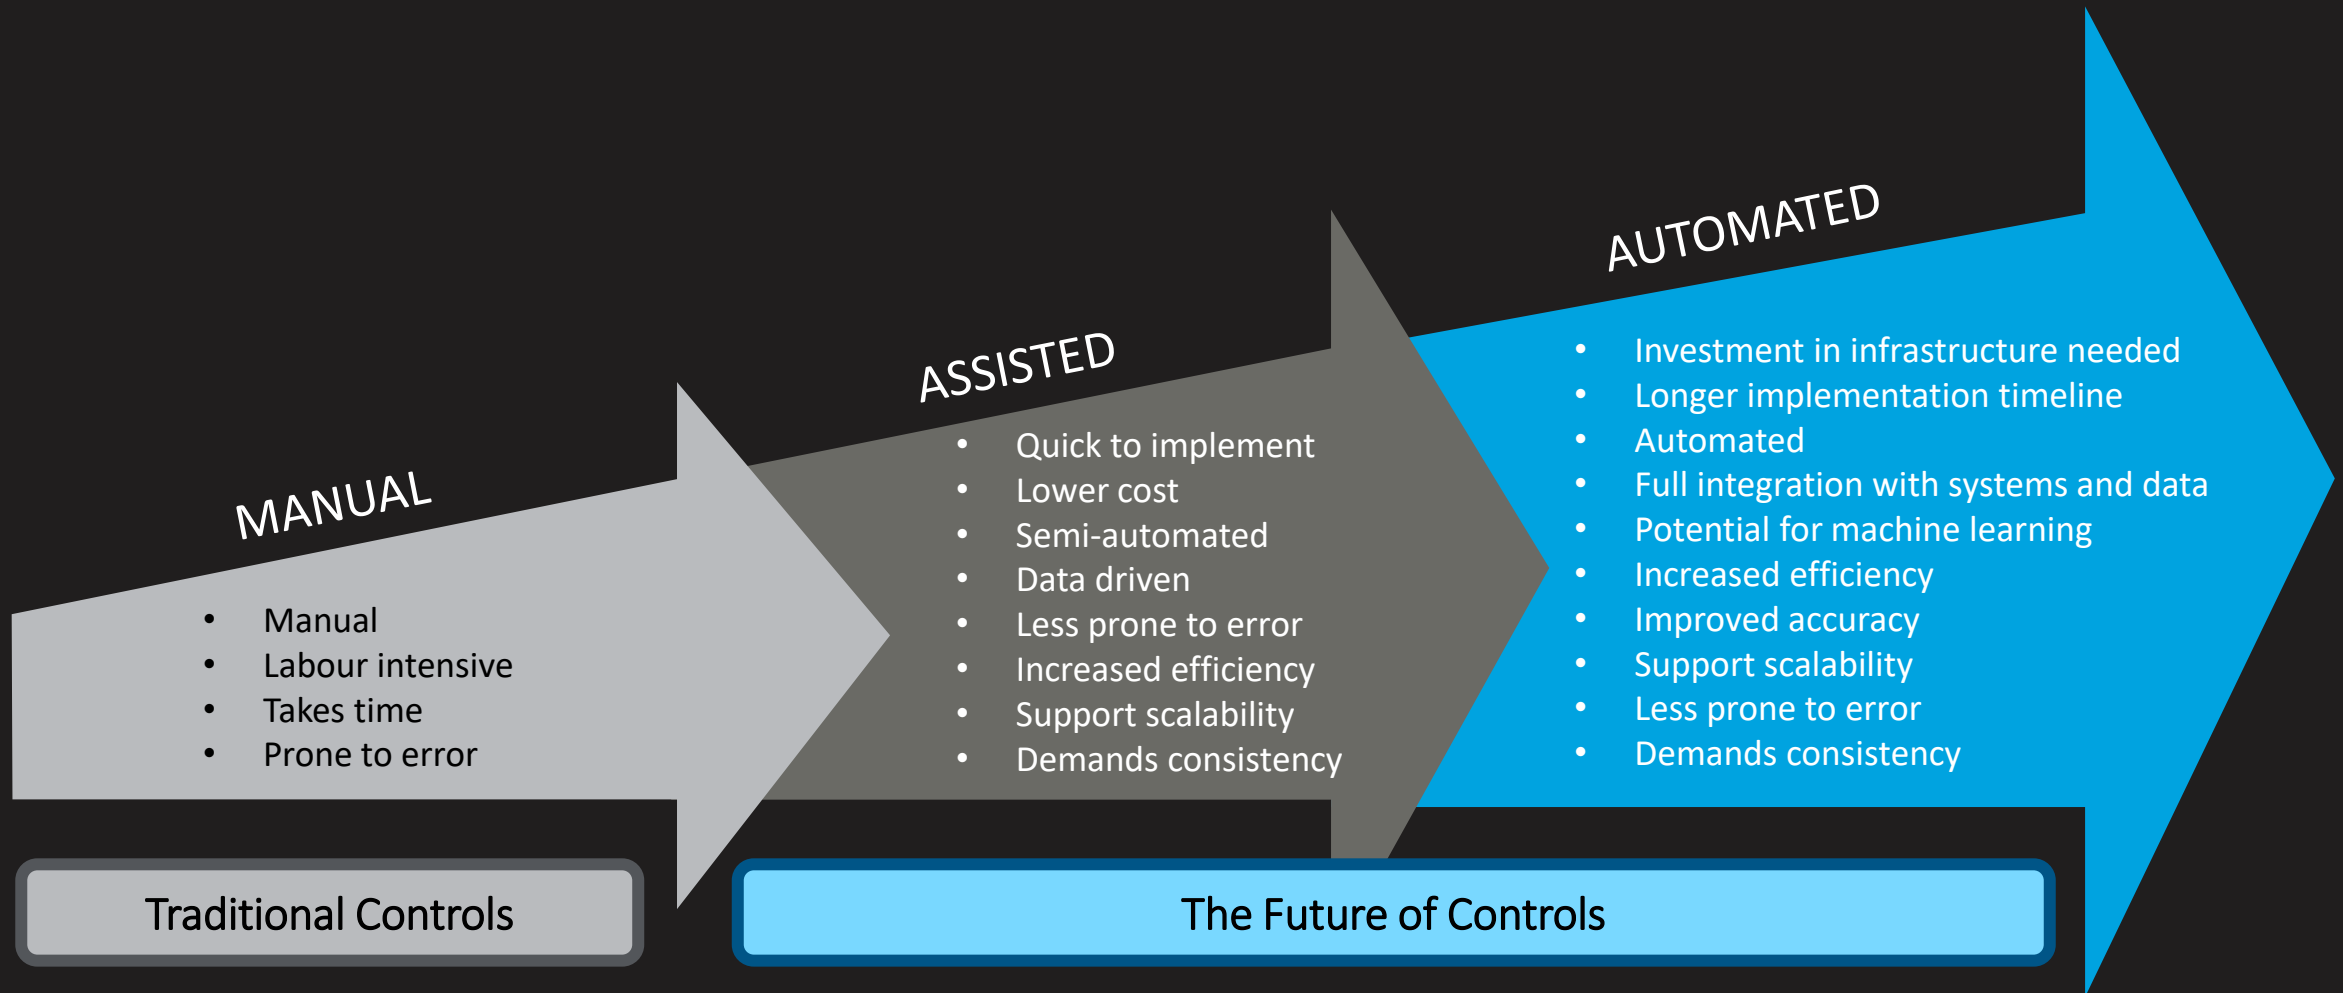 MANUAL
• Manual
• Labour intensive
• Takes time
• Prone to error
ASSISTED
• Quick to implement
• Lower cost
• Semi-automated
• Data driven
• Less prone to error
• Increased efficiency
• Support scalability
• Demands consistency
AUTOMATED
• Investment in infrastructure needed
• Longer implementation timeline
• Automated
• Full integration with systems and data
• Potential for machine learning
• Increased efficiency
• Improved accuracy
• Support scalability
• Less prone to error
• Demands consistency
Traditional Controls
The Future of Controls